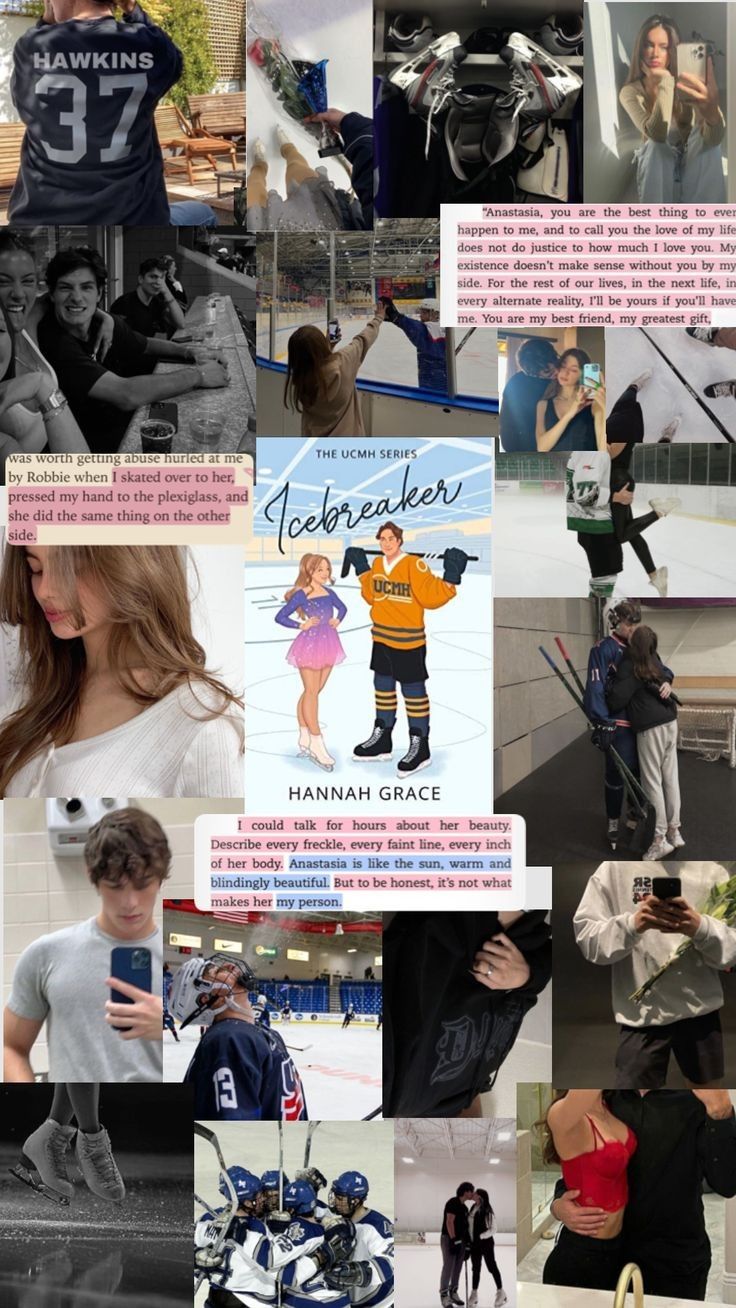 HAWKINS
37
"Anastasia, you are the best thing to ever
happen to me, and to call you the love of my life
does not do justice to how much I love you. My
existence doesn't make sense without you by my
side. For the rest of our lives, in the next life, in
every alternate reality, I'll be yours if you'll have
me. You are my best friend, my greatest gift,
was worth getting abuse hurled at me
by Robbie when I skated over to her,
pressed my hand to the plexiglass, and
she did the same thing on the other
side.
THE UCMH SERIES
Icebreaker
UCMH
HANNAH GRACE
11
I could talk for hours about her beauty.
Describe every freckle, every faint line, every inch
of her body. Anastasia is like the sun, warm and
blindingly beautiful. But to be honest, it's not what
makes her my person.
13